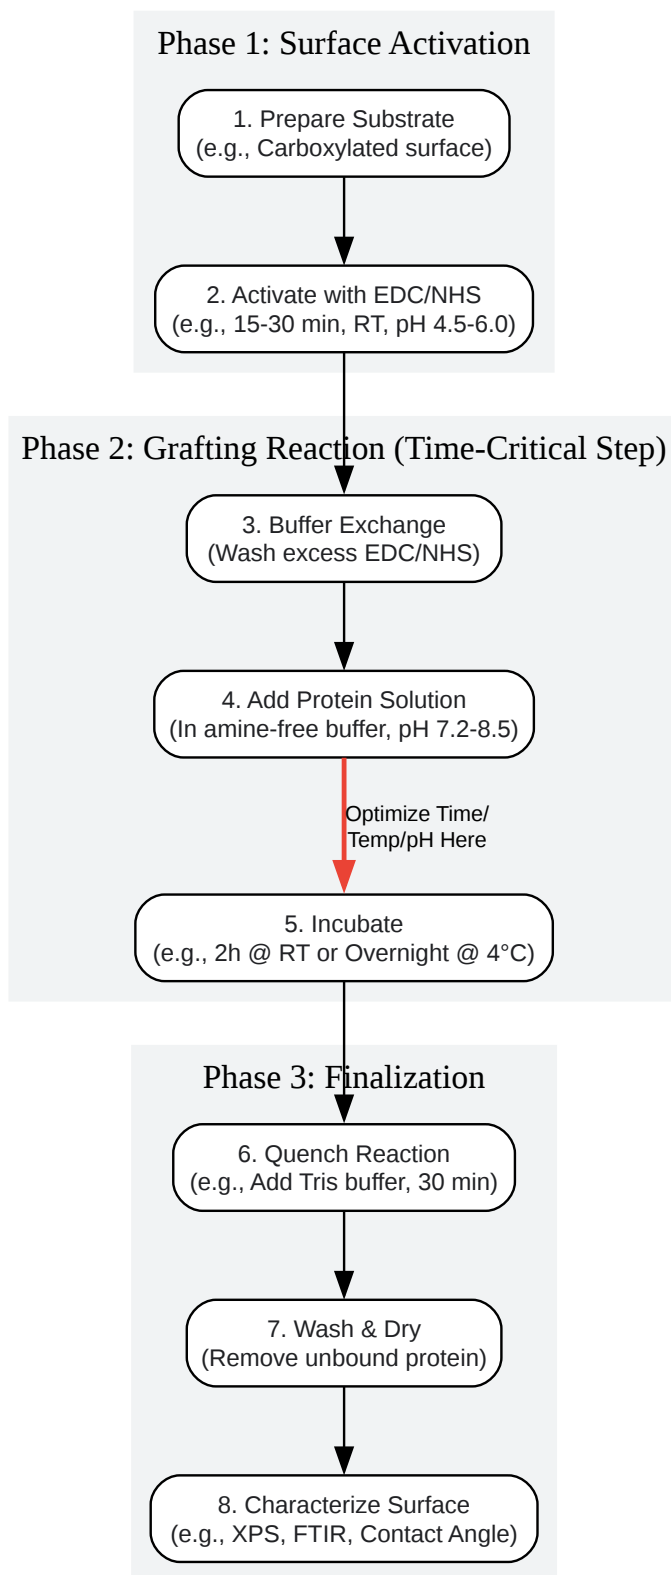 Phase 1: Surface Activation
1. Prepare Substrate
(e.g., Carboxylated surface)
2. Activate with EDC/NHS
(e.g., 15-30 min, RT, pH 4.5-6.0)
Phase 2: Grafting Reaction (Time-Critical Step)
3. Buffer Exchange
(Wash excess EDC/NHS)
4. Add Protein Solution
(In amine-free buffer, pH 7.2-8.5)
Optimize Time/
Temp/pH Here
5. Incubate
(e.g., 2h @ RT or Overnight @ 4°C)
Phase 3: Finalization
6. Quench Reaction
(e.g., Add Tris buffer, 30 min)
7. Wash & Dry
(Remove unbound protein)
8. Characterize Surface
(e.g., XPS, FTIR, Contact Angle)